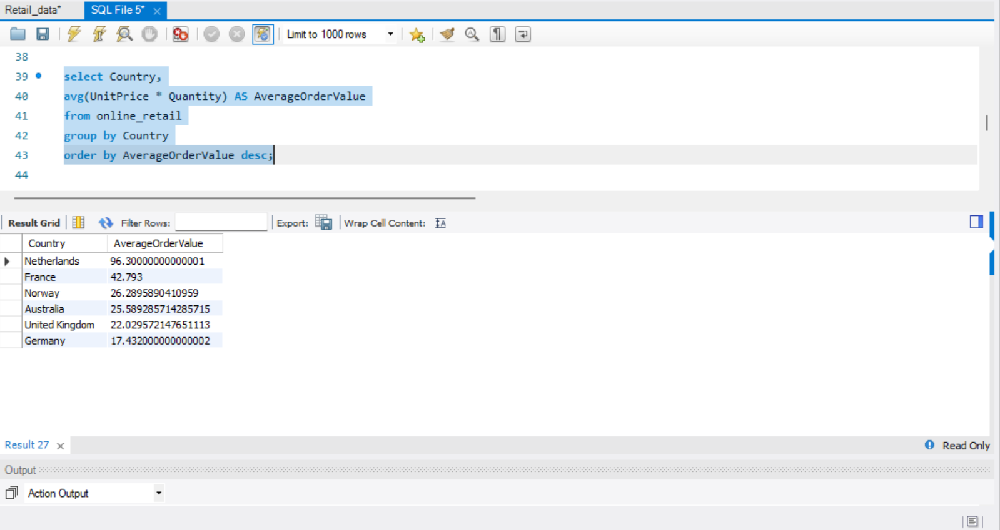 Retail_data* SQL File 5*
Limit to 1000 rows
38
39 select Country,
40 avg(UnitPrice * Quantity) AS AverageOrderValue
41 from online_retail
42 group by Country
43 order by AverageOrderValue desc;
44
Result Grid Filter Rows: Export: Wrap Cell Content:
Country AverageOrderValue
Netherlands 96.30000000000001
France 42.793
Norway 26.2895890410959
Australia 25.589285714285715
United Kingdom 22.029572147651113
Germany 17.432000000000002
Result 27 Read Only
Output
Action Output